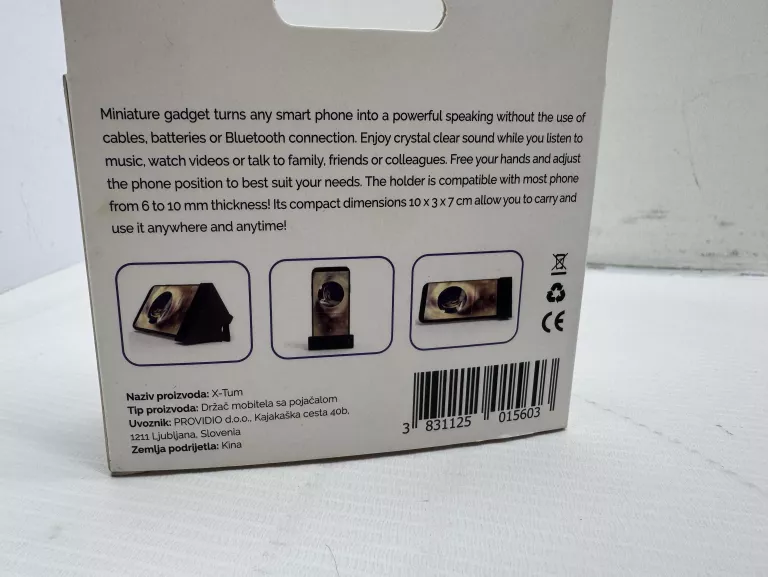 Miniature gadget turns any smart phone into a powerful speaking without the use of
cables, batteries or Bluetooth connection. Enjoy crystal clear sound while you listen to
music, watch videos or talk to family, friends or colleagues. Free your hands and adjust
the phone position to best suit your needs. The holder is compatible with most phone
from 6 to 10 mm thickness! Its compact dimensions 10 x 3 x 7 cm allow you to carry and
use it anywhere and anytime!
CE
Naziv proizvoda: X-Tum
Tip proizvoda: Držač mobitela sa pojačalom
Uvoznik: PROVIDIO d.o.o., Kajakaška cesta 40b,
1211 Ljubljana, Slovenia
Zemlja podrijetla: Kina
3 831125 015603